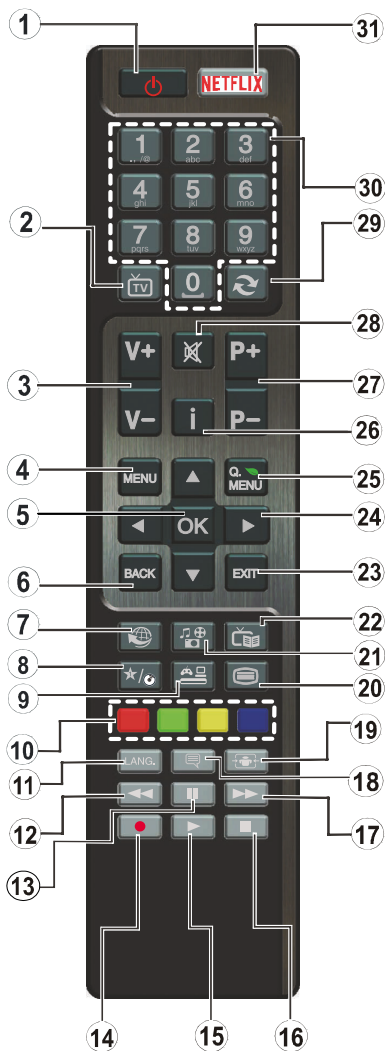 1
31
NETFLIX
1 2 3
. , /@ abc def
30
4 5 6
ghi jkl mno
2
7 8 9
pqrs tuv wxyz
29
TV
0
28
V+ P+
3
27
V- i P-
26
4
MENU
Q.
MENU
25
5
OK
24
6
BACK
EXIT
23
7
22
8
21
9
20
10
19
11
LANG.
18
12
17
13
14
15
16